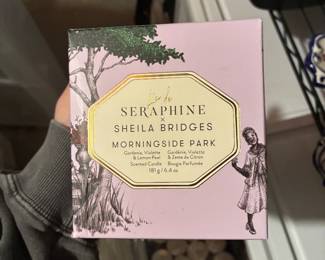 SERAPHINE
×
SHEILA BRIDGES
MORNINGSIDE PARK
Gardenia, Violette Gardénia, Violette
& Lemon Peel & Zeste de Citron
Scented Candle Bougie Parfumée
181 g / 6.4 oz